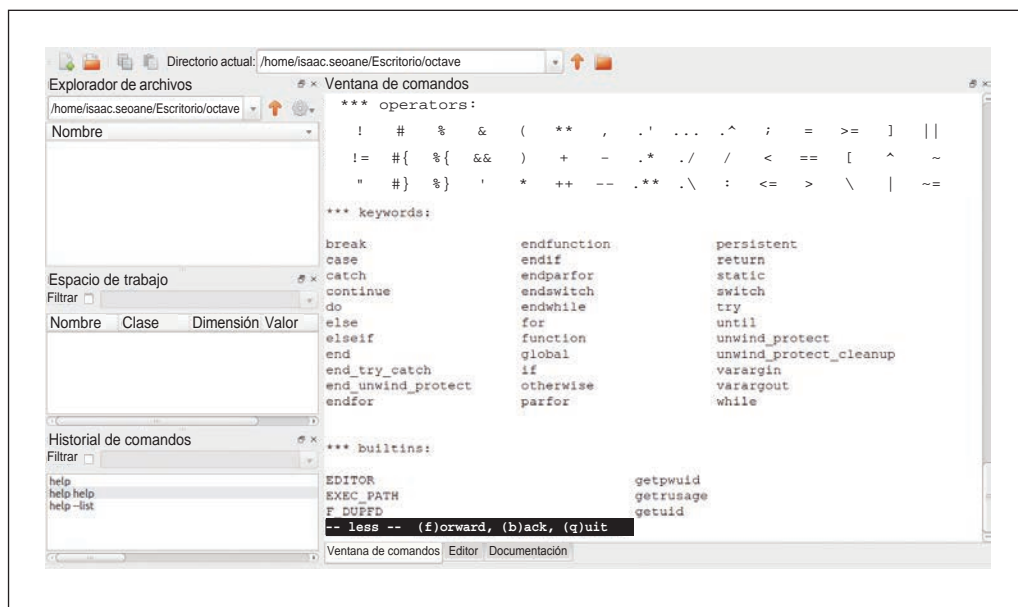 Directorio actual: /home/isaac.seoane/Escritorio/octave
Explorador de archivos
/home/isaac.seoane/Escritorio/octave
Nombre
Espacio de trabajo
Filtrar
Nombre Clase Dimensión Valor
Historial de comandos
Filtrar
help
help help
help --list
Ventana de comandos
*** operators:
! # % & ( ** , .' ... .^ ; = >= ] ||
!= #{ %{ && ) + - .* ./ / < == [ ^ ~
" #} %} ' * ++ -- .** .\ : <= > \ | ~=
*** keywords:
break endfunction persistent
case endif return
catch endparfor static
continue endswitch switch
do endwhile try
else for until
elseif function unwind_protect
end global unwind_protect_cleanup
end_try_catch if varargin
end_unwind_protect otherwise varargout
endfor parfor while
*** builtins:
EDITOR getpwuid
EXEC_PATH getrusage
F_DUPFD getuid
-- less -- (f)orward, (b)ack, (q)uit
Ventana de comandos Editor Documentación